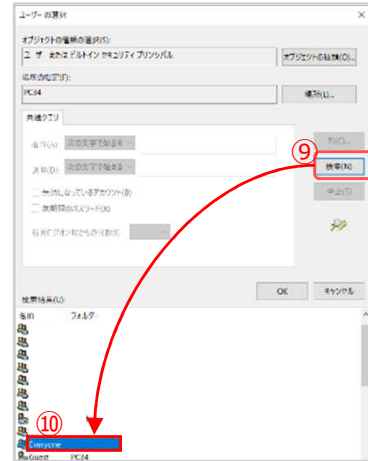 ユーザー の選択
オブジェクトの種類の選択(S):
ユーザー または ビルトイン セキュリティ プリンシパル
オブジェクトの種類(O)...
場所の指定(F):
PC34
場所(L)...
共通クエリ
名前(A):
次の文字で始まる
列(C)...
⑨
説明(D):
次の文字で始まる
検索(N)
無効になっているアカウント(B)
中止(T)
無期限のパスワード(X)
前回ログオン時からの日数(I):
OK
キャンセル
検索結果(U):
名前
フォルダー
⑩
Everyone
Guest
PC34